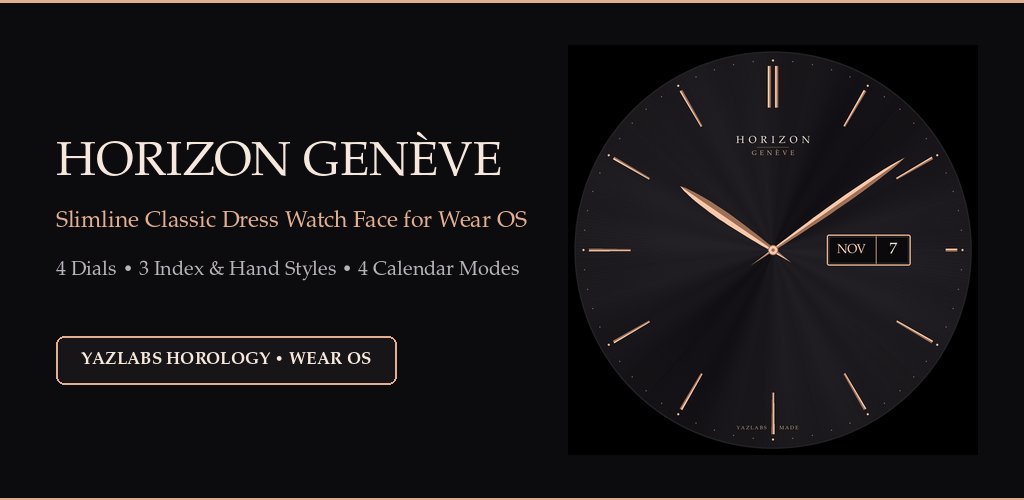 HORIZON GENÈVE
Slimline Classic Dress Watch Face for Wear OS
4 Dials • 3 Index & Hand Styles • 4 Calendar Modes
YAZLABS HOROLOGY • WEAR OS
HORIZON
GENÈVE
NOV 7
YAZLABS MADE